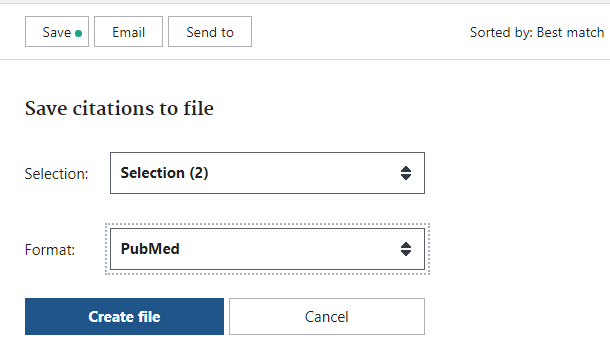 Save Email Send to Sorted by: Best match
Save citations to file
Selection: Selection (2)
Format: PubMed
Create file Cancel